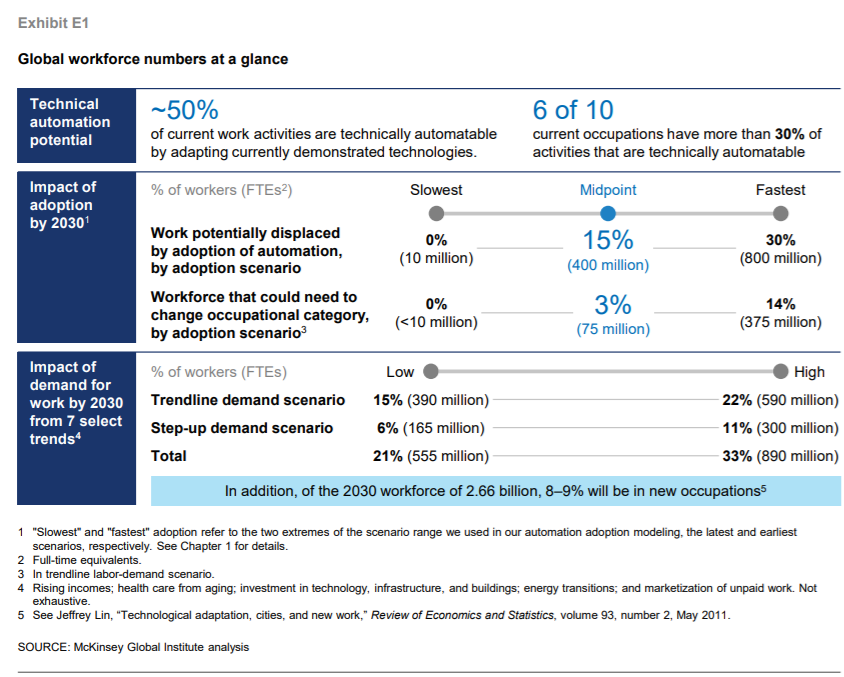 Exhibit E1
Global workforce numbers at a glance
Technical
automation
potential
~50%
of current work activities are technically automatable
by adapting currently demonstrated technologies.
6 of 10
current occupations have more than 30% of
activities that are technically automatable
Impact of
adoption
by 2030¹
% of workers (FTEs²)
Slowest
Midpoint
Fastest
Work potentially displaced
by adoption of automation,
by adoption scenario
0%
(10 million)
15%
(400 million)
30%
(800 million)
Workforce that could need to
change occupational category,
by adoption scenario³
0%
(<10 million)
3%
(75 million)
14%
(375 million)
Impact of
demand for
work by 2030
from 7 select
trends⁴
% of workers (FTEs)
Low
High
Trendline demand scenario 15% (390 million) 22% (590 million)
Step-up demand scenario 6% (165 million) 11% (300 million)
Total 21% (555 million) 33% (890 million)
In addition, of the 2030 workforce of 2.66 billion, 8–9% will be in new occupations⁵
1 "Slowest" and "fastest" adoption refer to the two extremes of the scenario range we used in our automation adoption modeling, the latest and earliest
scenarios, respectively. See Chapter 1 for details.
2 Full-time equivalents.
3 In trendline labor-demand scenario.
4 Rising incomes; health care from aging; investment in technology, infrastructure, and buildings; energy transitions; and marketization of unpaid work. Not
exhaustive.
5 See Jeffrey Lin, “Technological adaptation, cities, and new work,” Review of Economics and Statistics, volume 93, number 2, May 2011.
SOURCE: McKinsey Global Institute analysis